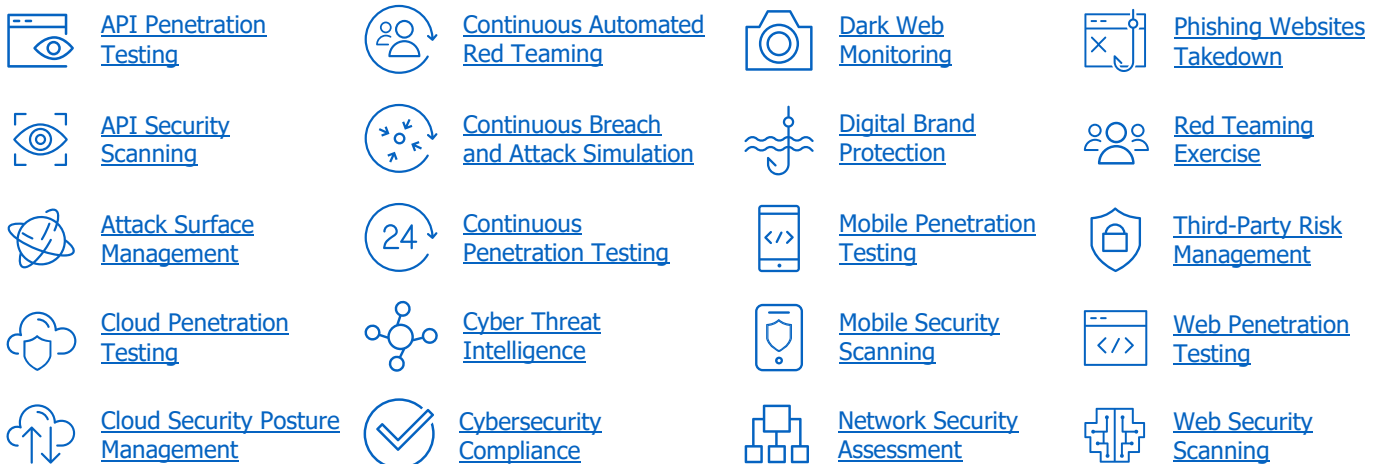 API Penetration
Testing
API Security
Scanning
Attack Surface
Management
Cloud Penetration
Testing
Cloud Security Posture
Management
Continuous Automated
Red Teaming
Continuous Breach
and Attack Simulation
24
Continuous
Penetration Testing
Cyber Threat
Intelligence
Cybersecurity
Compliance
Dark Web
Monitoring
Digital Brand
Protection
</>
Mobile Penetration
Testing
Mobile Security
Scanning
Network Security
Assessment
Phishing Websites
Takedown
Red Teaming
Exercise
Third-Party Risk
Management
</>
Web Penetration
Testing
Web Security
Scanning